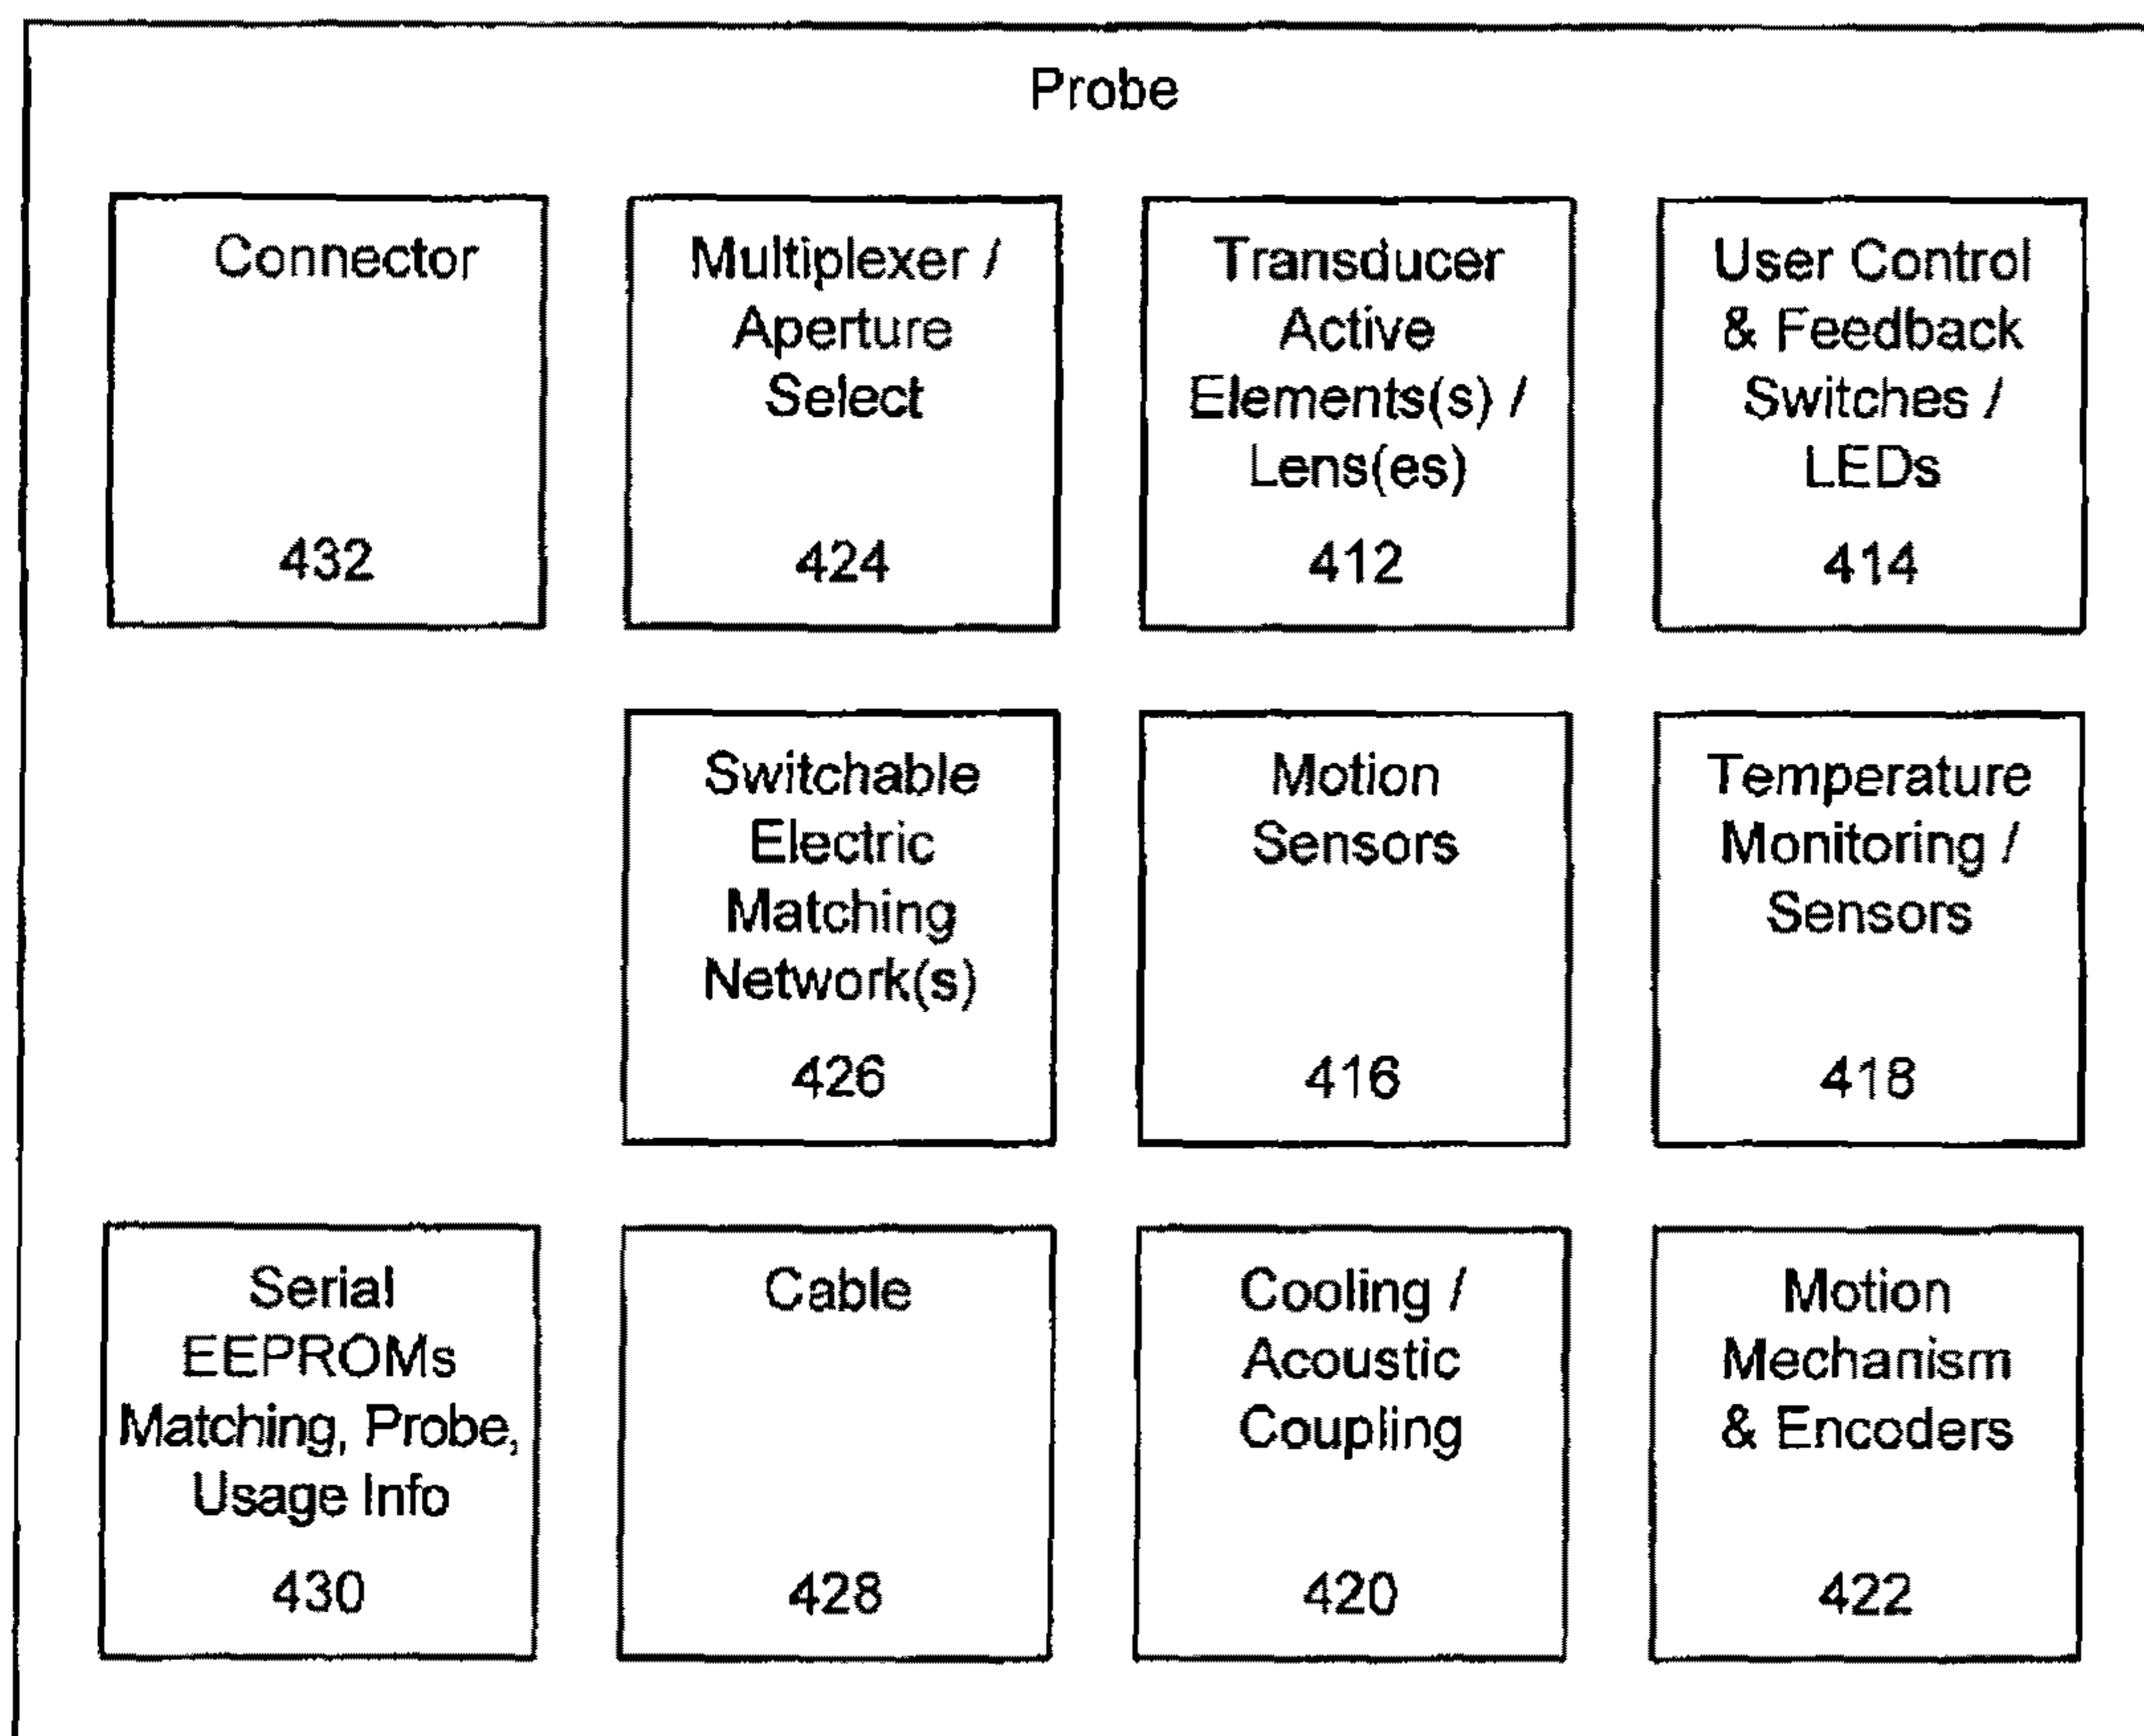 Probe
Connector
432
Multiplexer /
Aperture
Select
424
Transducer
Active
Elements(s) /
Lens(es)
412
User Control
& Feedback
Switches /
LEDs
414
Switchable
Electric
Matching
Network(s)
426
Motion
Sensors
416
Temperature
Monitoring /
Sensors
418
Serial
EEPROMs
Matching, Probe,
Usage Info
430
Cable
428
Cooling /
Acoustic
Coupling
420
Motion
Mechanism
& Encoders
422